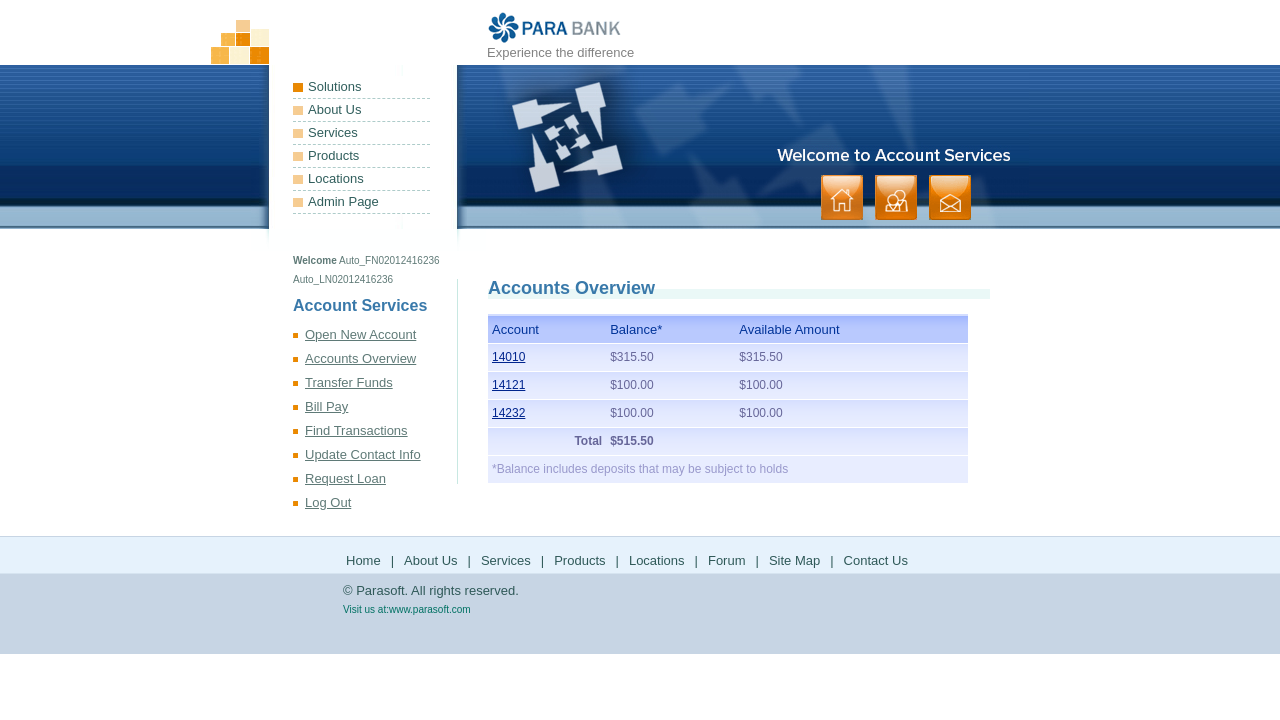 PARA BANK
Experience the difference
Solutions
About Us
Services
Products
Locations
Admin Page
Welcome to Account Services
Welcome Auto_FN02012416236
Auto_LN02012416236
Account Services
Open New Account
Accounts Overview
Transfer Funds
Bill Pay
Find Transactions
Update Contact Info
Request Loan
Log Out
Accounts Overview
Account Balance* Available Amount
14010 $315.50 $315.50
14121 $100.00 $100.00
14232 $100.00 $100.00
Total $515.50
*Balance includes deposits that may be subject to holds
Home | About Us | Services | Products | Locations | Forum | Site Map | Contact Us
© Parasoft. All rights reserved.
Visit us at:www.parasoft.com